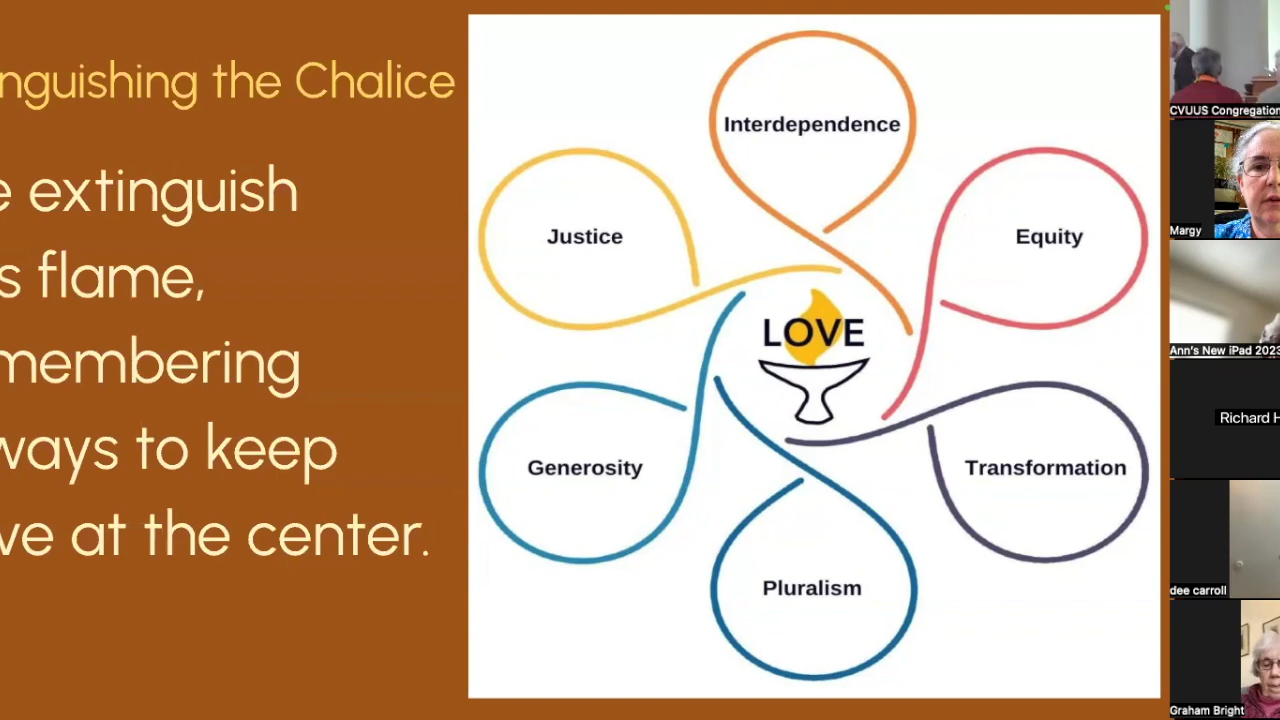 nguishing the Chalice
e extinguish
s flame,
membering
ways to keep
ve at the center.
Interdependence
Justice
Equity
LOVE
Generosity
Transformation
Pluralism
CVUUS Congregation
Margy
Ann's New iPad 2023
Richard H
dee carroll
Graham Bright